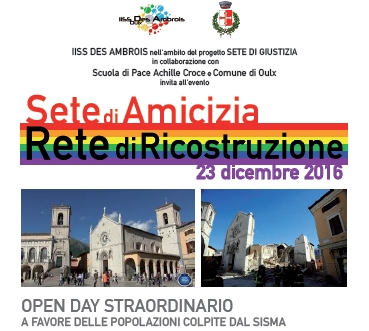 IISS Des Ambrois
Oulx
IISS DES AMBROIS nell'ambito del progetto SETE DI GIUSTIZIA
in collaborazione con
Scuola di Pace Achille Croce e Comune di Oulx
invita all'evento
Sete di Amicizia
Rete di Ricostruzione
23 dicembre 2016
OPEN DAY STRAORDINARIO
A FAVORE DELLE POPOLAZIONI COLPITE DAL SISMA